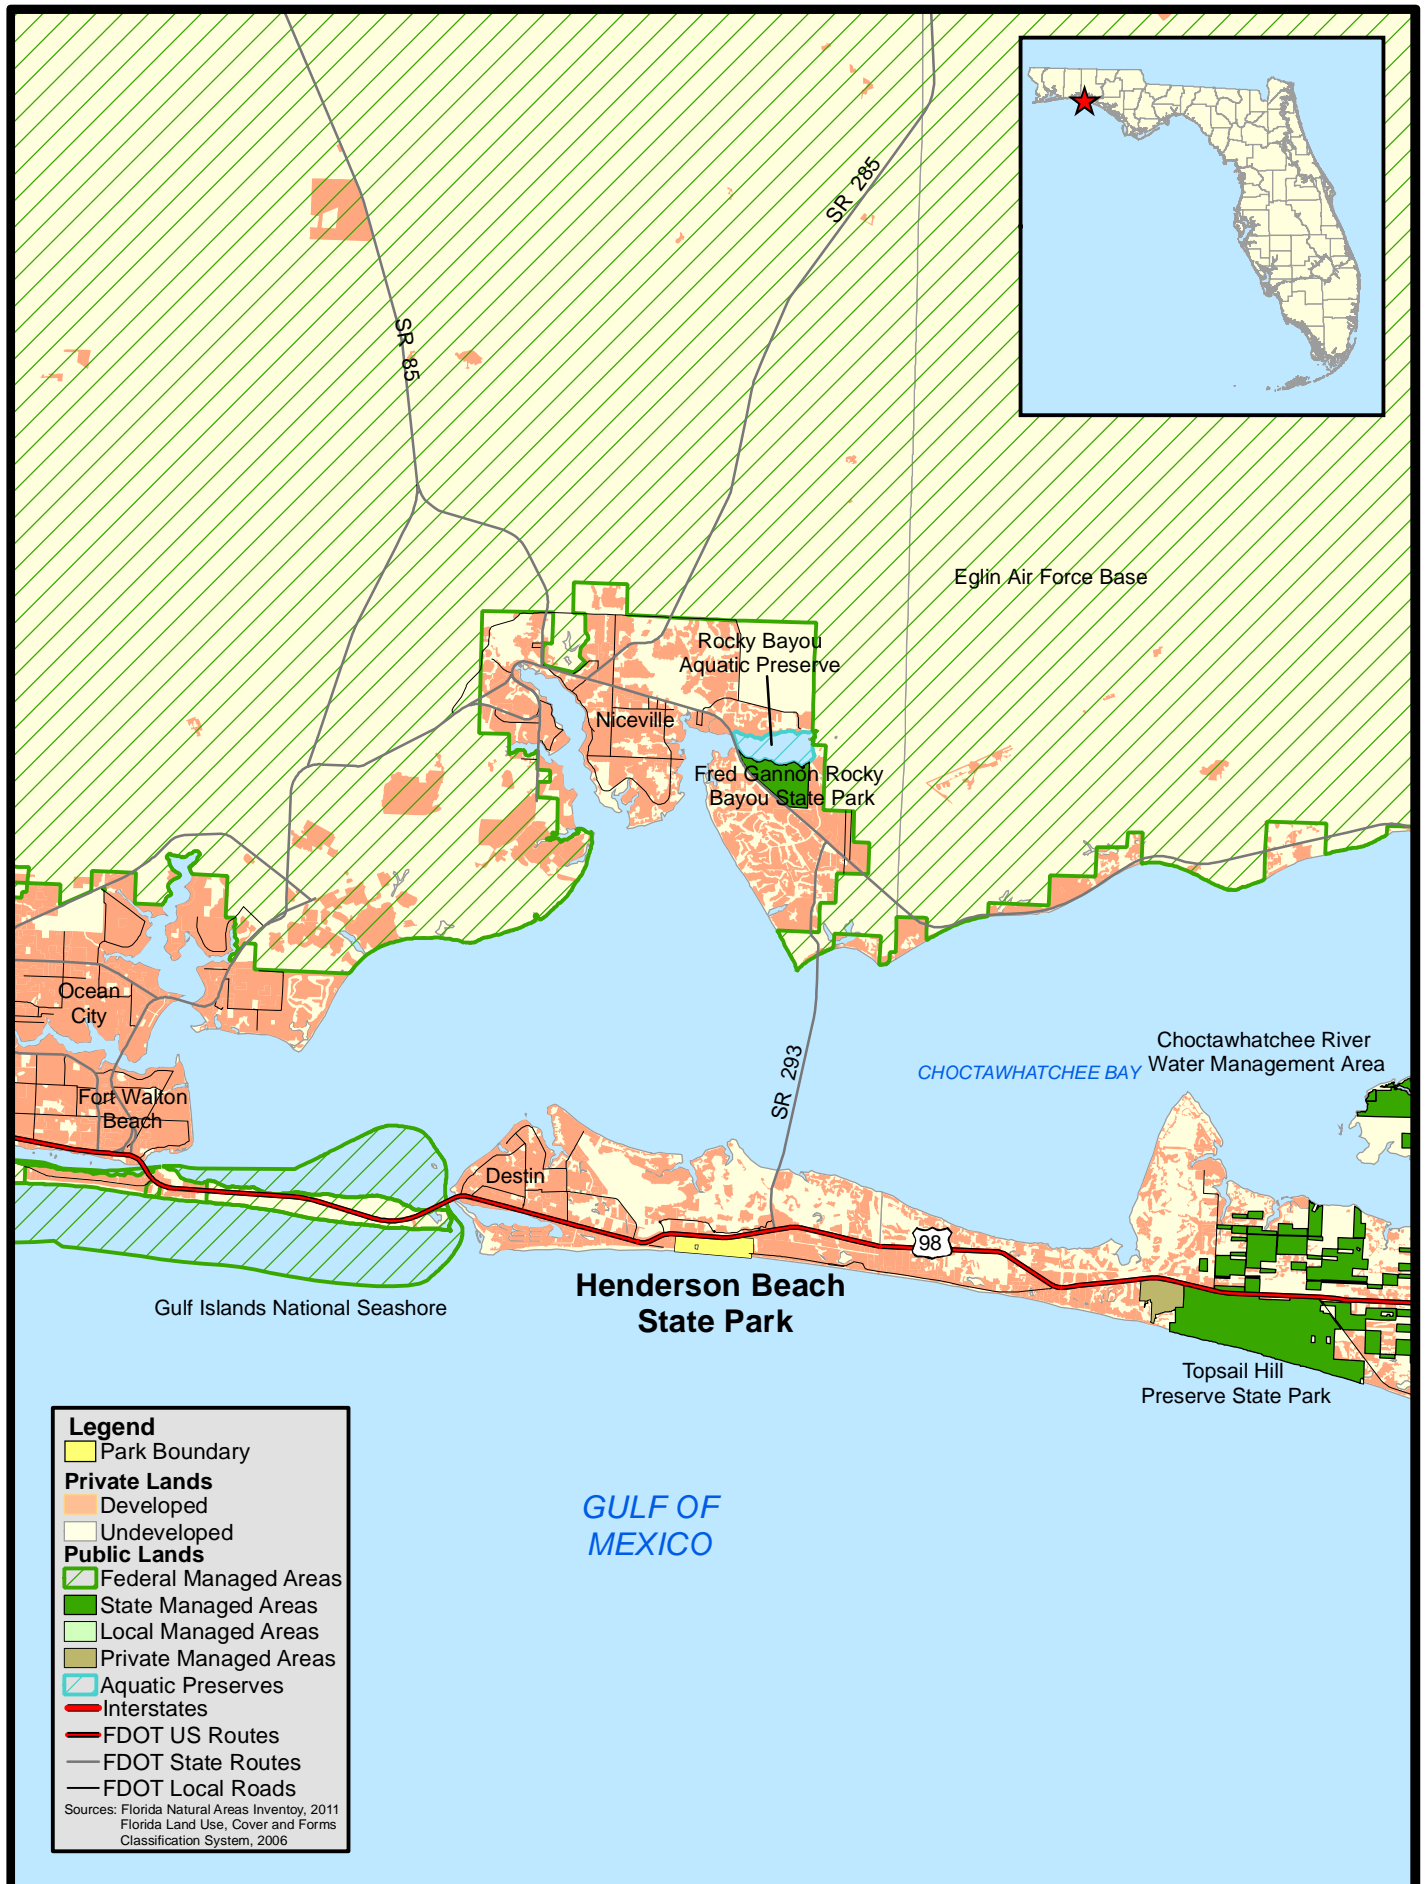 SR 285
SR 85
Eglin Air Force Base
Rocky Bayou
Aquatic Preserve
Niceville
Fred Gannon Rocky
Bayou State Park
Ocean
City
SR 293
Choctawhatchee River
Water Management Area
CHOCTAWHATCHEE BAY
Fort Walton
Beach
Destin
98
Henderson Beach
State Park
Gulf Islands National Seashore
Topsail Hill
Preserve State Park
Legend
Park Boundary
Private Lands
Developed
Undeveloped
Public Lands
Federal Managed Areas
State Managed Areas
Local Managed Areas
Private Managed Areas
Aquatic Preserves
Interstates
FDOT US Routes
FDOT State Routes
FDOT Local Roads
Sources: Florida Natural Areas Inventoy, 2011
Florida Land Use, Cover and Forms
Classification System, 2006
GULF OF
MEXICO